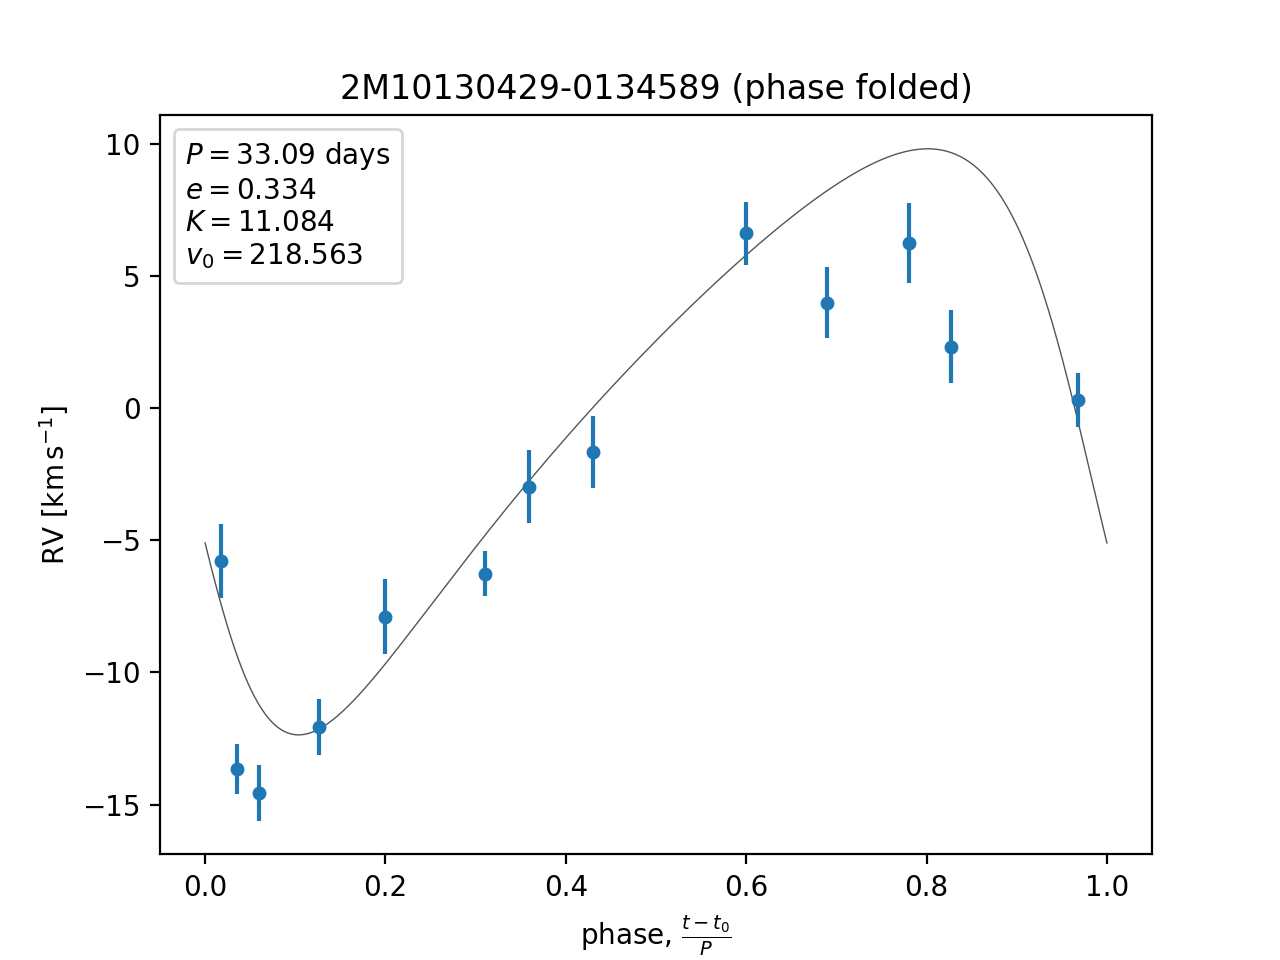 2M10130429-0134589 (phase folded)
P = 33.09 days
e = 0.334
K = 11.084
v₀ = 218.563
10
5
0
−5
−10
−15
RV [km s⁻¹]
0.0 0.2 0.4 0.6 0.8 1.0
phase, (t − t₀)/P